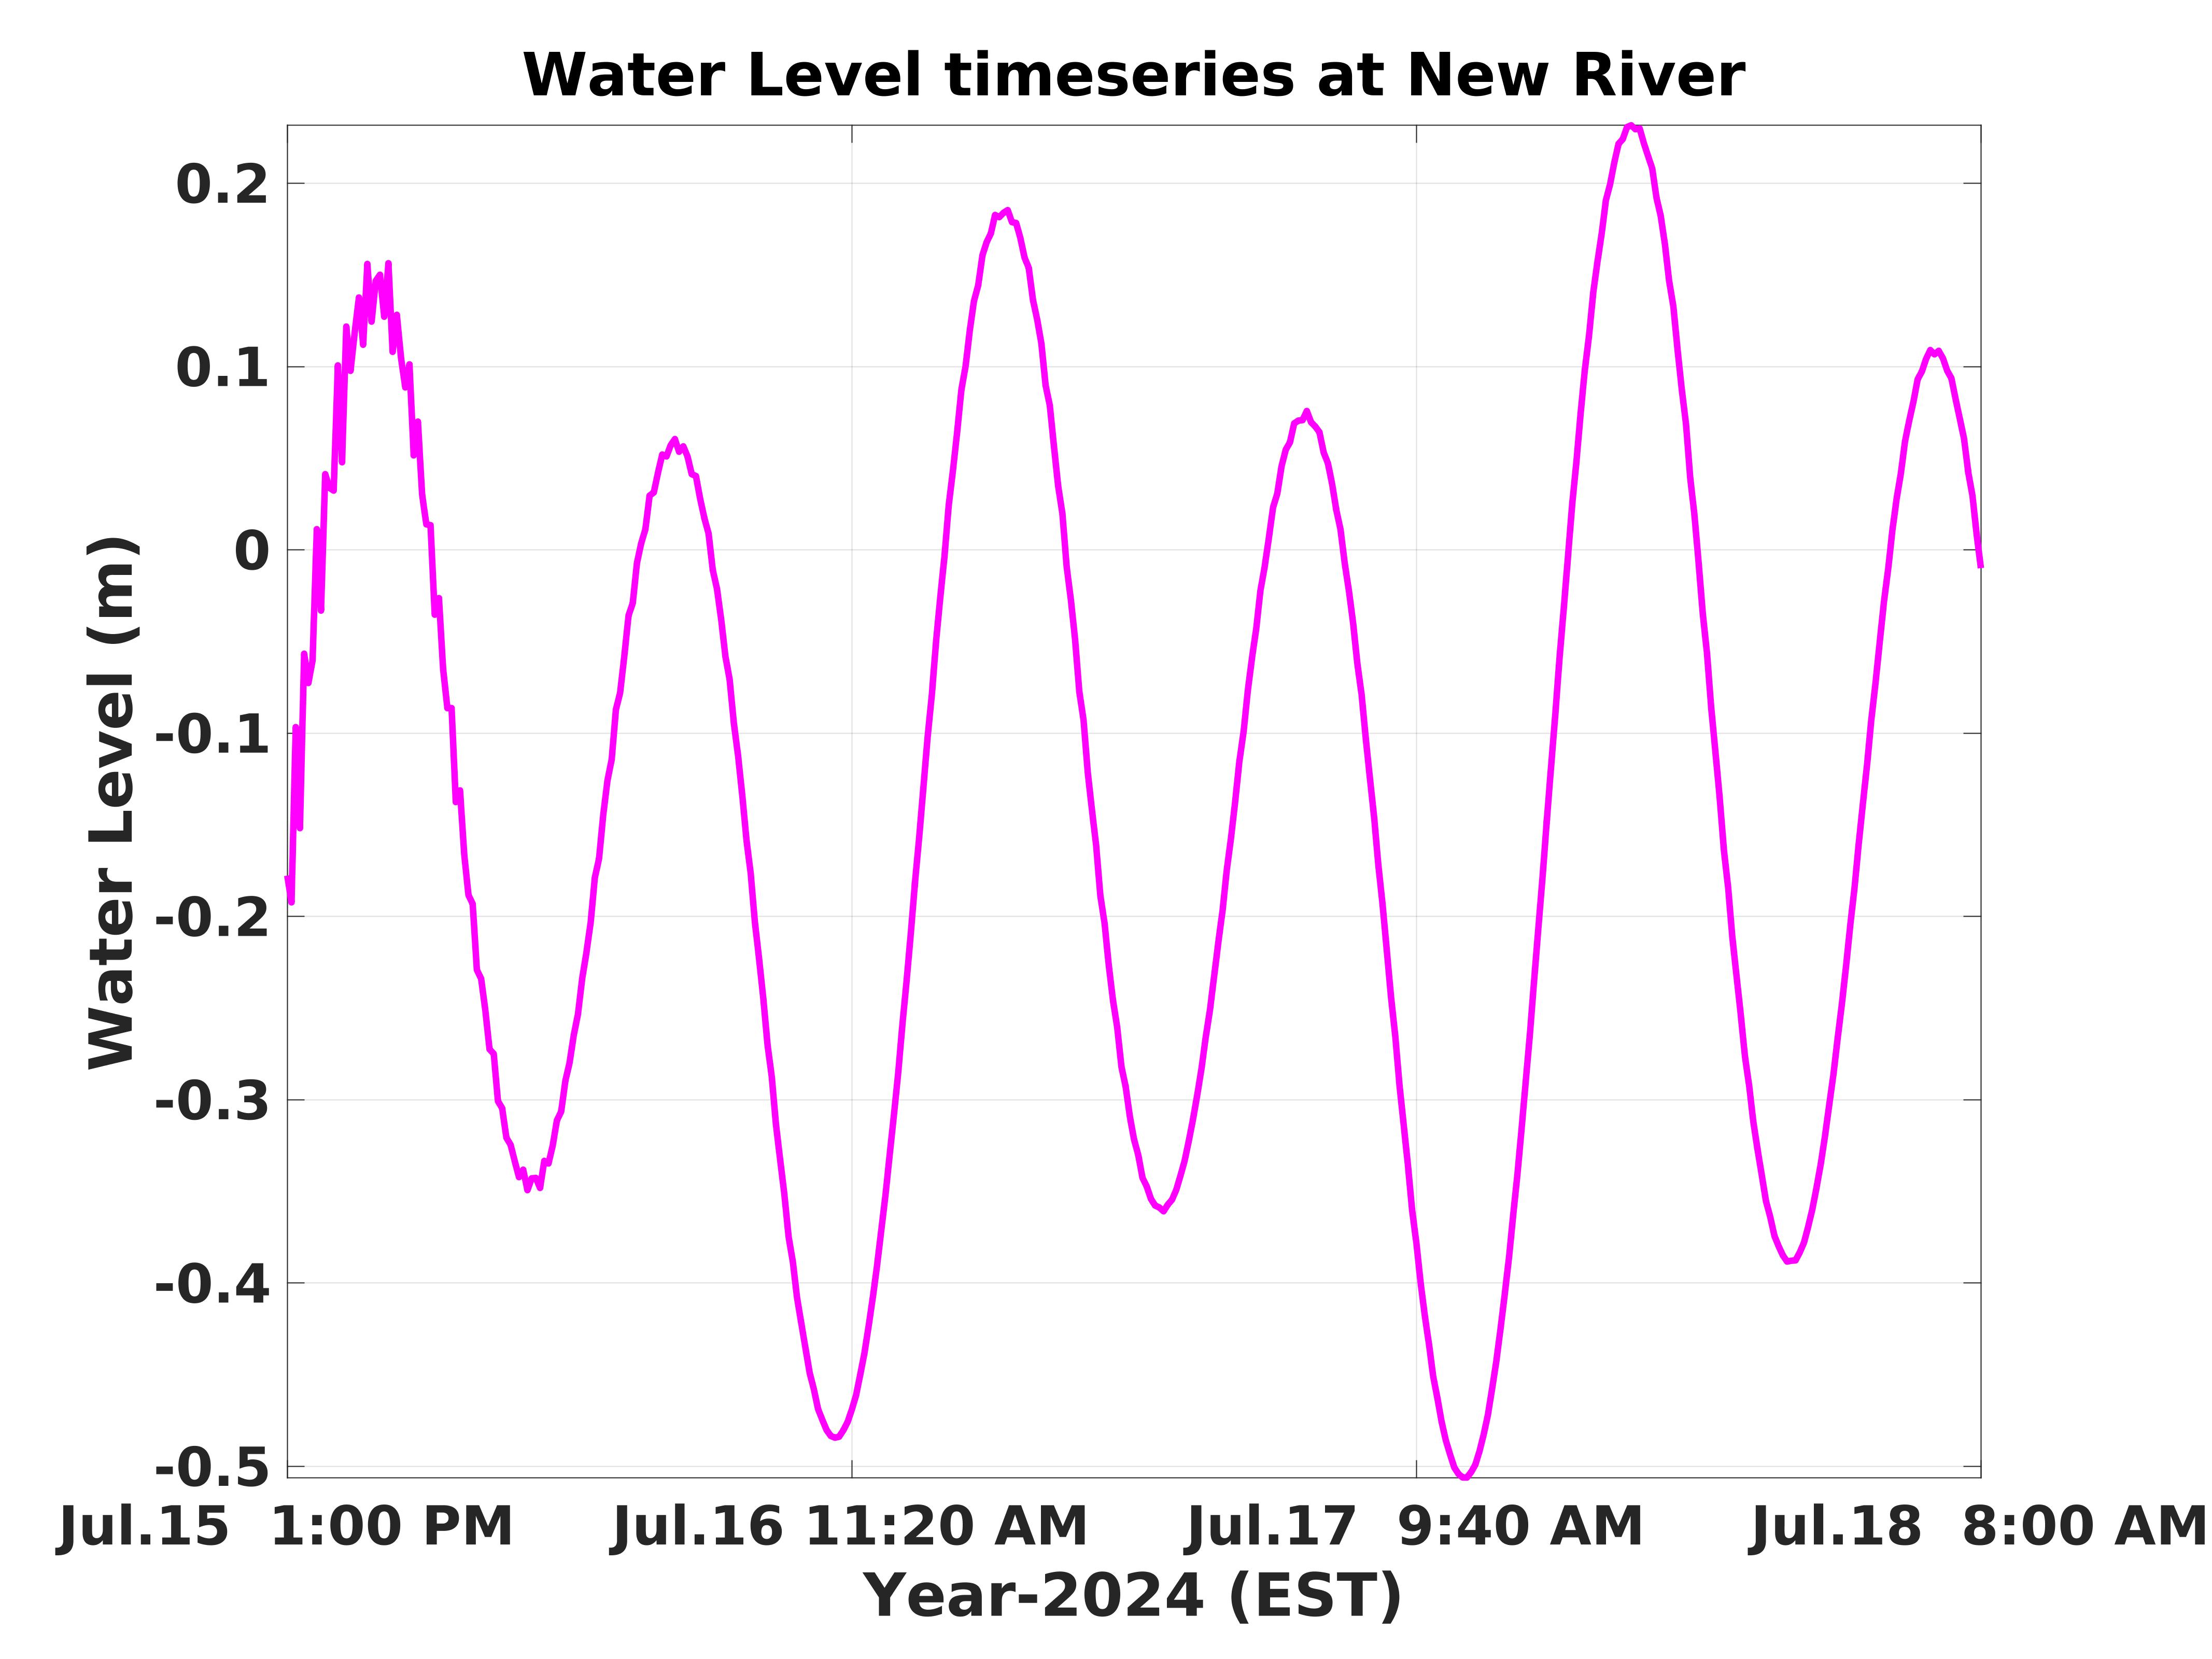 Water Level timeseries at New River
Water Level (m)
0.2
0.1
0
-0.1
-0.2
-0.3
-0.4
-0.5
Jul.15 1:00 PM Jul.16 11:20 AM Jul.17 9:40 AM Jul.18 8:00 AM
Year-2024 (EST)